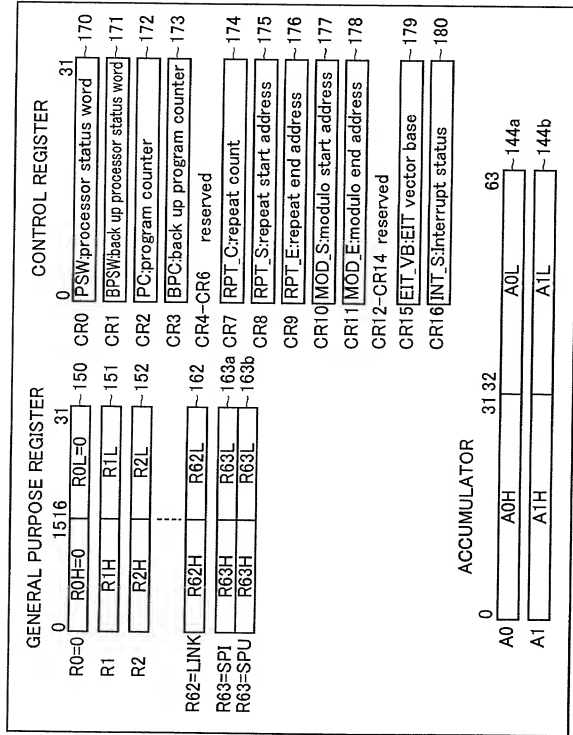 GENERAL PURPOSE REGISTER
0 1516 31
R0=0 R0H=0 R0L=0 150
R1 R1H R1L 151
R2 R2H R2L 152
R62=LINK R62H R62L 162
R63=SPI R63H R63L 163a
R63=SPU R63H R63L 163b
CONTROL REGISTER
0 31
CR0 PSW:processor status word 170
CR1 BPSW:back up processor status word 171
CR2 PC:program counter 172
CR3 BPC:back up program counter 173
CR4-CR6 reserved
CR7 RPT_C:repeat count 174
CR8 RPT_S:repeat start address 175
CR9 RPT_E:repeat end address 176
CR10 MOD_S:modulo start address 177
CR11 MOD_E:modulo end address 178
CR12-CR14 reserved
CR15 EIT_VB:EIT vector base 179
CR16 INT_S:Interrupt status 180
ACCUMULATOR
0 3132 63
A0 A0H A0L 144a
A1 A1H A1L 144b